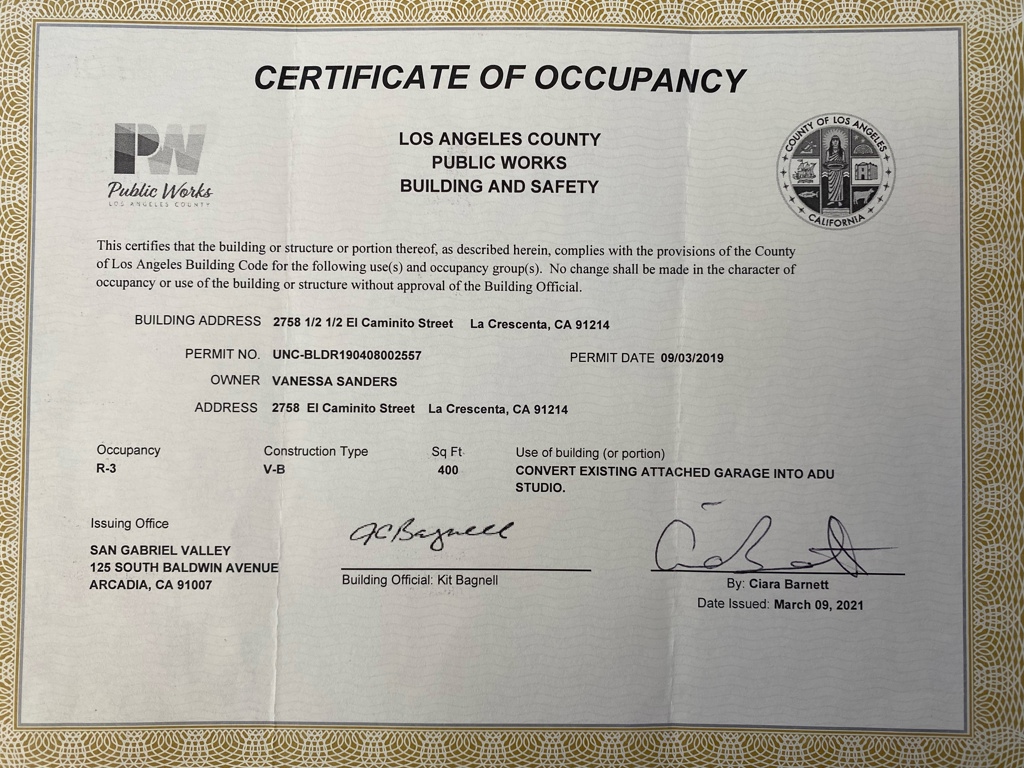 CERTIFICATE OF OCCUPANCY
PW
Public Works
LOS ANGELES COUNTY
LOS ANGELES COUNTY
PUBLIC WORKS
BUILDING AND SAFETY
COUNTY OF LOS ANGELES
CALIFORNIA
This certifies that the building or structure or portion thereof, as described herein, complies with the provisions of the County
of Los Angeles Building Code for the following use(s) and occupancy group(s). No change shall be made in the character of
occupancy or use of the building or structure without approval of the Building Official.
BUILDING ADDRESS 2758 1/2 1/2 El Caminito Street La Crescenta, CA 91214
PERMIT NO. UNC-BLDR190408002557 PERMIT DATE 09/03/2019
OWNER VANESSA SANDERS
ADDRESS 2758 El Caminito Street La Crescenta, CA 91214
Occupancy Construction Type Sq Ft Use of building (or portion)
R-3 V-B 400 CONVERT EXISTING ATTACHED GARAGE INTO ADU
STUDIO.
Issuing Office
SAN GABRIEL VALLEY
125 SOUTH BALDWIN AVENUE
ARCADIA, CA 91007
Building Official: Kit Bagnell
By: Ciara Barnett
Date Issued: March 09, 2021